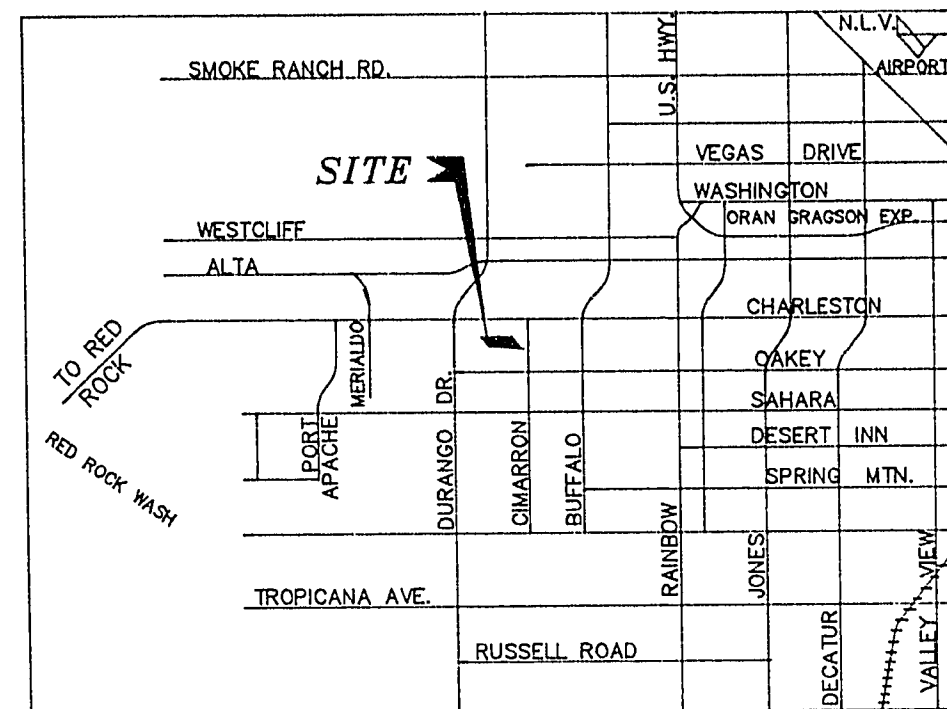 N.L.V.
AIRPORT
U.S. HWY.
SMOKE RANCH RD.
VEGAS DRIVE
SITE
WASHINGTON
ORAN GRAGSON EXP.
WESTCLIFF
ALTA
CHARLESTON
TO RED
ROCK
MERIALDO
OAKEY
SAHARA
DESERT INN
SPRING MTN.
PORT
APACHE
DURANGO DR.
CIMARRON
BUFFALO
RED ROCK WASH
RAINBOW
JONES
VALLEY VIEW
TROPICANA AVE.
DECATUR
RUSSELL ROAD